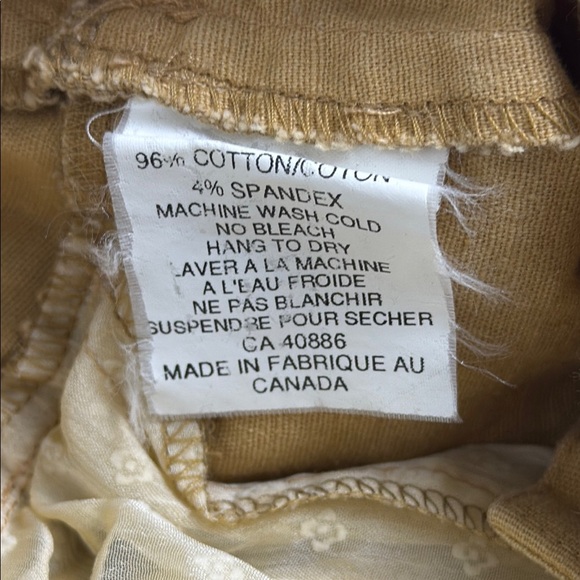 96% COTTON/COTON
4% SPANDEX
MACHINE WASH COLD
NO BLEACH
HANG TO DRY
LAVER A LA MACHINE
A L'EAU FROIDE
NE PAS BLANCHIR
SUSPENDRE POUR SECHER
CA 40886
MADE IN FABRIQUE AU
CANADA